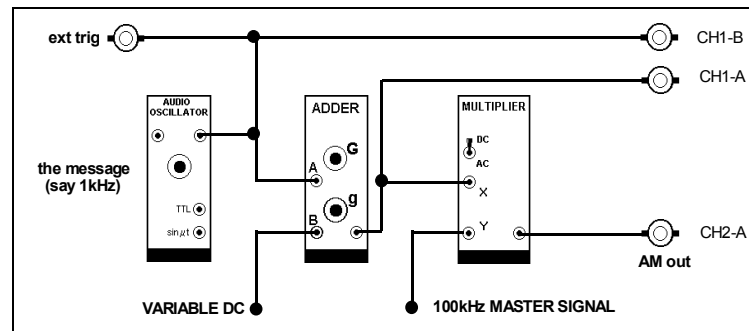 ext trig
CH1-B
CH1-A
AUDIO
OSCILLATOR
ADDER
MULTIPLIER
G
DC
AC
the message
(say 1kHz)
A
X
g
TTL
B
Y
sinμt
CH2-A
AM out
VARIABLE DC
100kHz MASTER SIGNAL